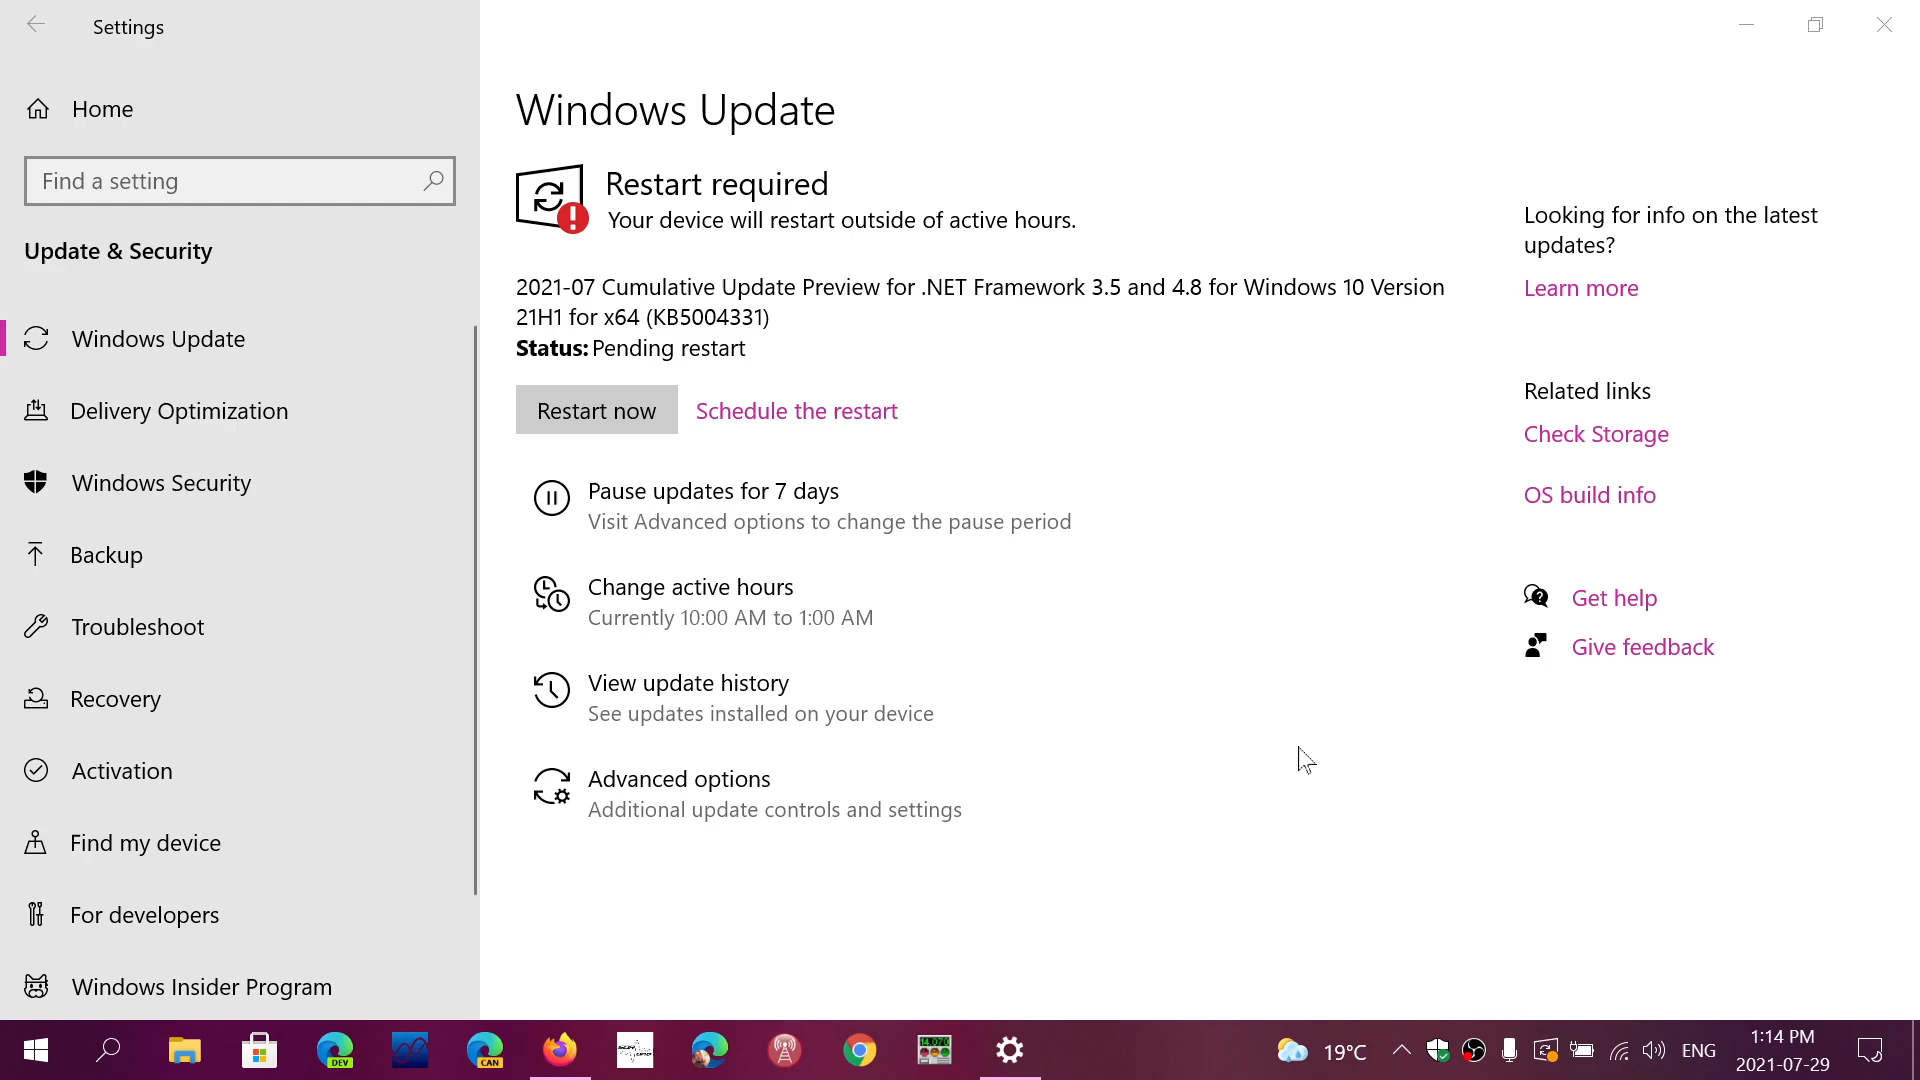 Settings
Home
Find a setting
Update & Security
Windows Update
Delivery Optimization
Windows Security
Backup
Troubleshoot
Recovery
Activation
Find my device
For developers
Windows Insider Program
Windows Update
Restart required
Your device will restart outside of active hours.
2021-07 Cumulative Update Preview for .NET Framework 3.5 and 4.8 for Windows 10 Version
21H1 for x64 (KB5004331)
Status: Pending restart
Restart now
Schedule the restart
Pause updates for 7 days
Visit Advanced options to change the pause period
Change active hours
Currently 10:00 AM to 1:00 AM
View update history
See updates installed on your device
Advanced options
Additional update controls and settings
Looking for info on the latest
updates?
Learn more
Related links
Check Storage
OS build info
Get help
Give feedback
DEV
CAN
19°C
ENG
1:14 PM
2021-07-29